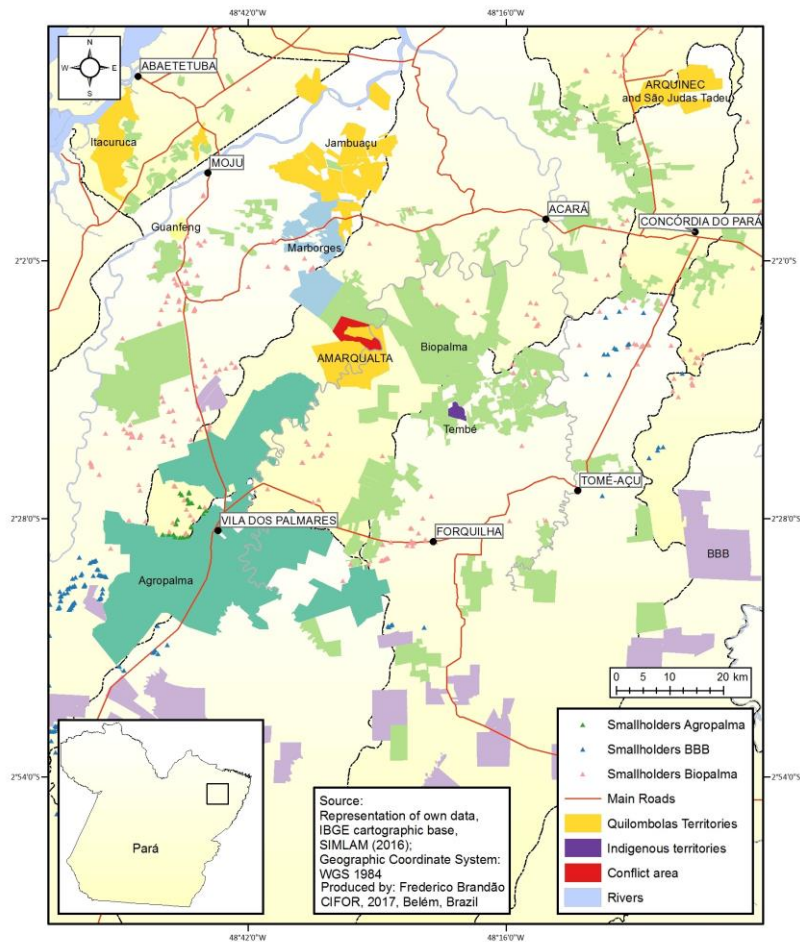 48°42'0"W
48°16'0"W
N
W
E
S
ABAETETUBA
ARQUINEC
and São Judas Tadeu
Itacuruca
Jambuaçu
MOJU
ACARÁ
CONCÓRDIA DO PARÁ
Guanfeng
Marborges
2°2'0"S
2°2'0"S
Biopalma
AMARQUALTA
Tembé
TOMÉ-AÇU
2°28'0"S
2°28'0"S
VILA DOS PALMARES
FORQUILHA
BBB
Agropalma
0 5 10 15 20 km
Smallholders Agropalma
Smallholders BBB
Smallholders Biopalma
Main Roads
Quilombolas Territories
Indigenous territories
Conflict area
Rivers
2°54'0"S
2°54'0"S
Pará
Source:
Representation of own data,
IBGE cartographic base,
SIMLAM (2016);
Geographic Coordinate System:
WGS 1984
Produced by: Frederico Brandão
CIFOR, 2017, Belém, Brazil
48°42'0"W
48°16'0"W